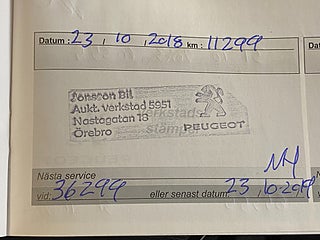 Datum: 23, 10, 2018 km: 11299
Jonsson Bil
Aukt. Verkstad 5951
Nastagatan 13
Örebro
PEUGEOT
Nästa service
vid: 36299 eller senast datum: 23, 10-2019